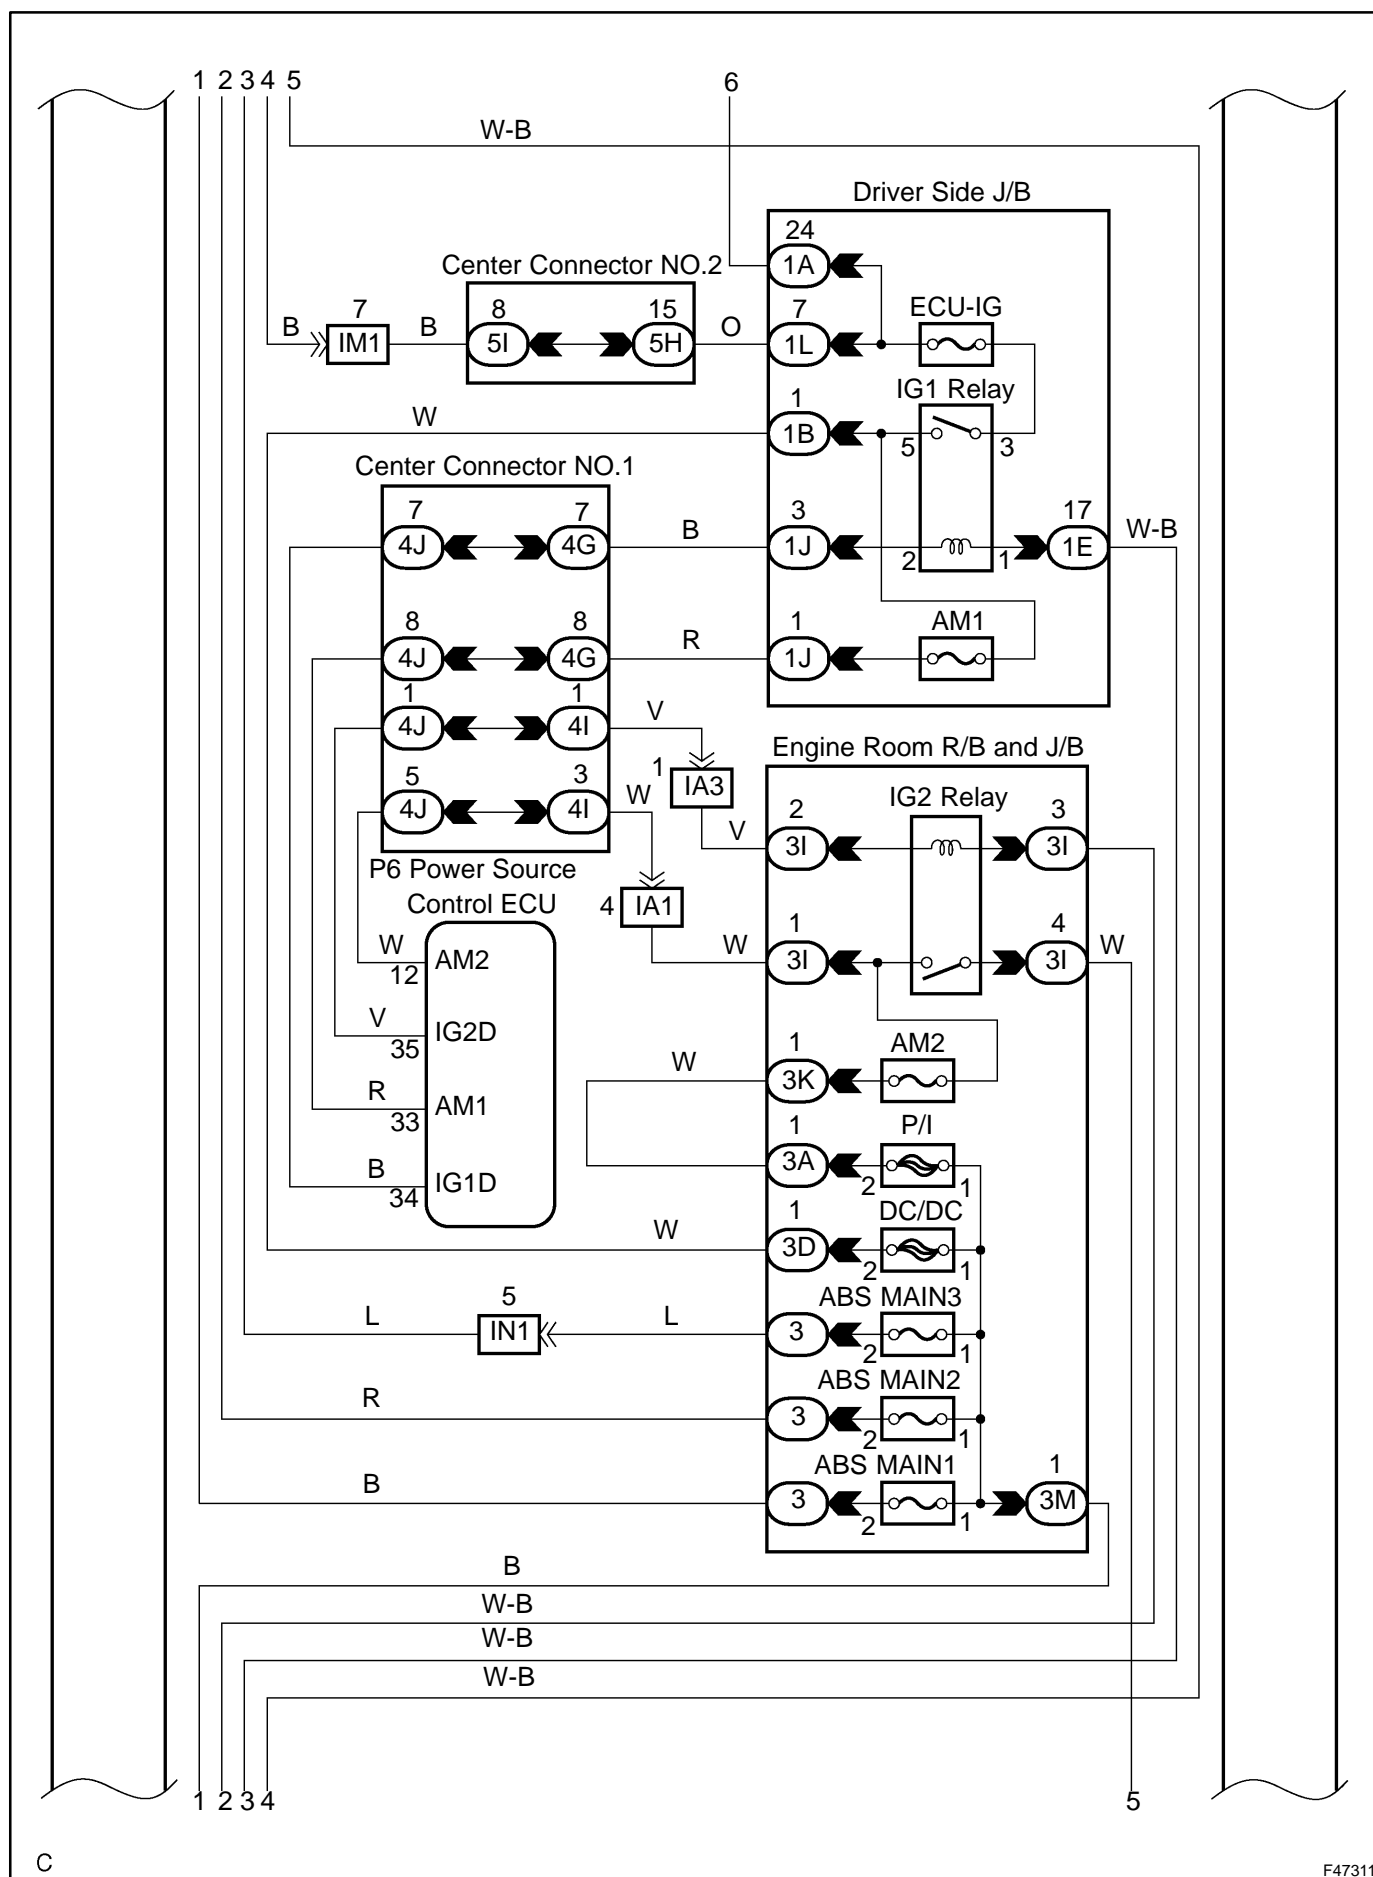 1 2 3 4 5
6
W-B
Driver Side J/B
24
1A
Center Connector NO.2
7
8
15
7
ECU-IG
B
IM1
B
5I
5H
O
1L
IG1 Relay
1
W
1B
5
3
Center Connector NO.1
7
7
3
17
4J
4G
B
1J
2
1
1E
W-B
8
8
1
AM1
4J
4G
R
1J
1
1
4J
4I
V
Engine Room R/B and J/B
1
IA3
5
3
W
IG2 Relay
4J
4I
2
3
V
3I
3I
P6 Power Source
Control ECU
4
IA1
1
4
W
AM2
W
3I
3I
W
12
V
IG2D
35
1
AM2
W
3K
R
AM1
33
1
P/I
3A
2
1
B
IG1D
34
1
DC/DC
W
3D
2
1
5
ABS MAIN3
L
IN1
L
3
2
1
ABS MAIN2
R
3
2
1
ABS MAIN1
1
B
3
2
1
3M
B
W-B
W-B
W-B
1 2 3 4
5
C
F47311